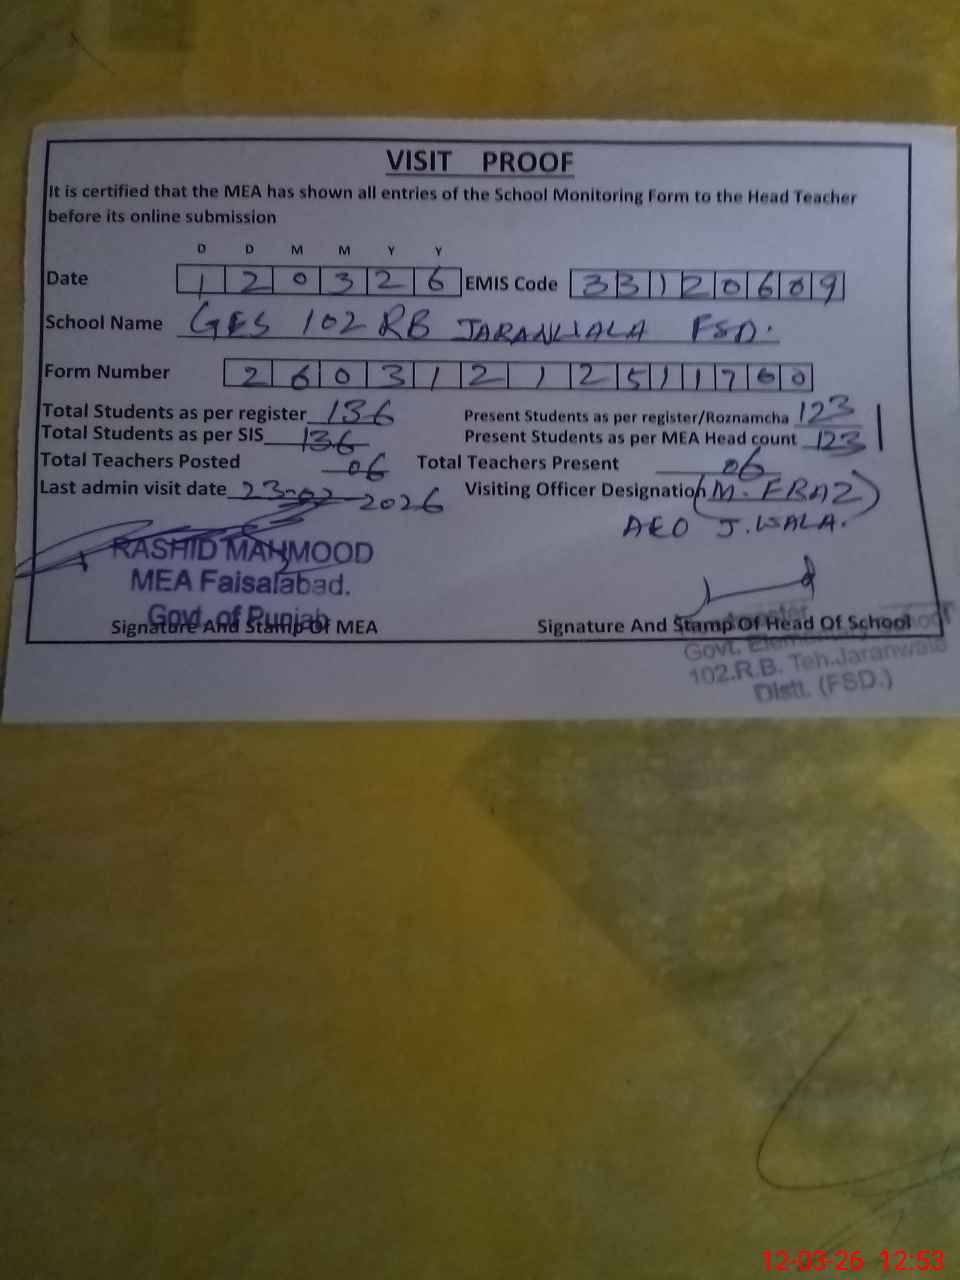 VISIT PROOF
It is certified that the MEA has shown all entries of the School Monitoring Form to the Head Teacher
before its online submission
D D M M Y Y
Date 1 2 0 3 2 6 EMIS Code 3 3 1 2 0 6 0 9
School Name GES 102 RB JARANWALA FSD.
Form Number 2 6 0 3 1 2 1 2 5 1 1 7 6 0
Total Students as per register 136 Present Students as per register/Roznamcha 123
Total Students as per SIS 136 Present Students as per MEA Head count 123
Total Teachers Posted 06 Total Teachers Present 06
Last admin visit date 23-02-2026 Visiting Officer Designation (M. FRAZ)
AEO J.WALA.
RASHID MAHMOOD
MEA Faisalabad.
Govt. of Punjab
Signature And Stamp Of MEA Signature And Stamp Of Head Of School
Govt. Elementary School
102.R.B. Teh.Jaranwala
Distt. (FSD.)
12-03-26 12:53